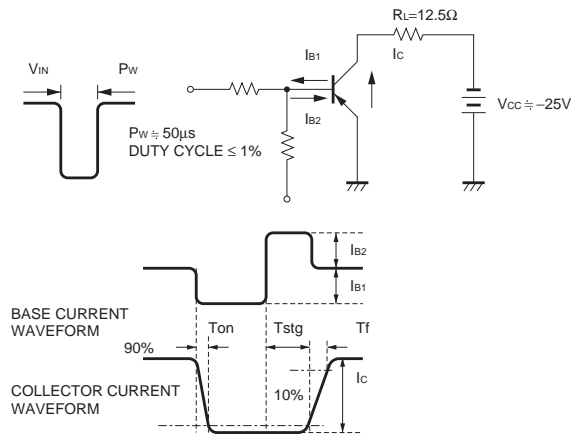 RL=12.5Ω
IB1
IC
VIN
PW
VCC≒−25V
IB2
PW≒50µs
DUTY CYCLE ≤ 1%
IB2
IB1
BASE CURRENT
WAVEFORM
Ton
Tstg
Tf
90%
IC
COLLECTOR CURRENT
WAVEFORM
10%